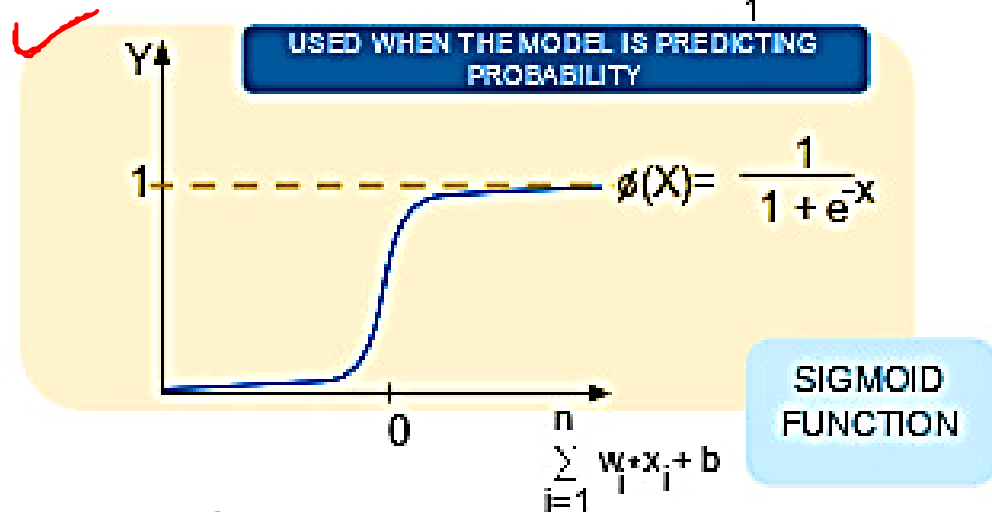 1
USED WHEN THE MODEL IS PREDICTING
PROBABILITY
Y
1
ø(X)= 1
1 + e^-x
0
n
∑ wᵢ*xᵢ + b
i=1
SIGMOID
FUNCTION